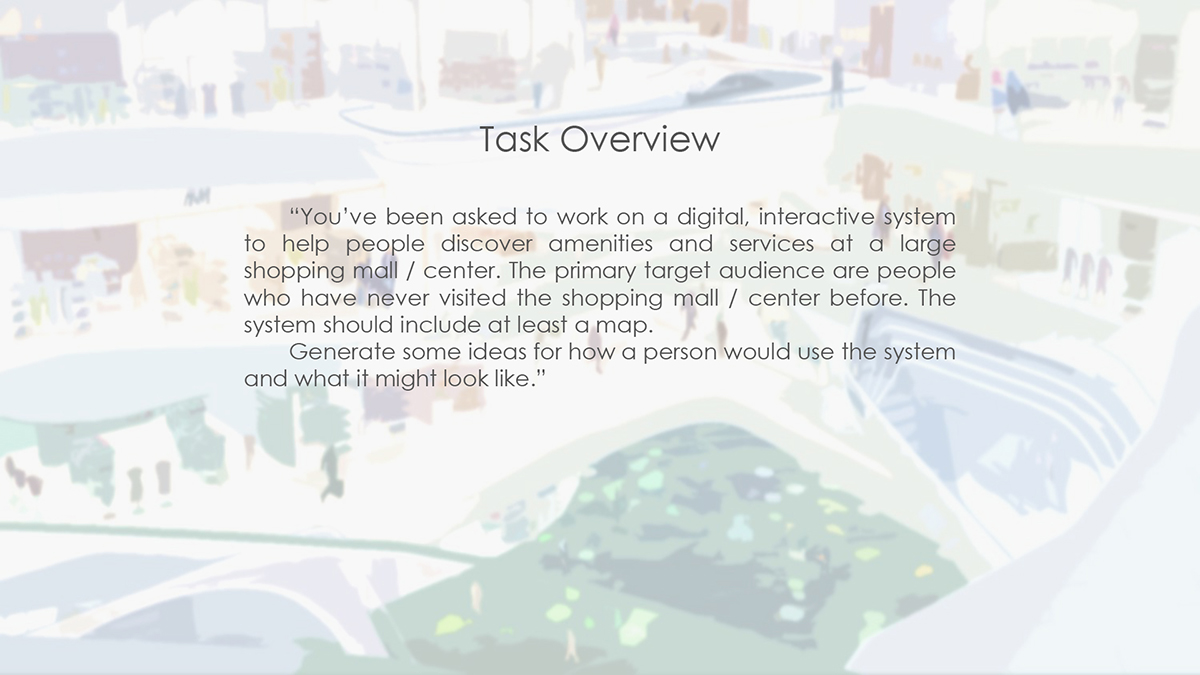 Task Overview
“You’ve been asked to work on a digital, interactive system
to help people discover amenities and services at a large
shopping mall / center. The primary target audience are people
who have never visited the shopping mall / center before. The
system should include at least a map.
Generate some ideas for how a person would use the system
and what it might look like.”